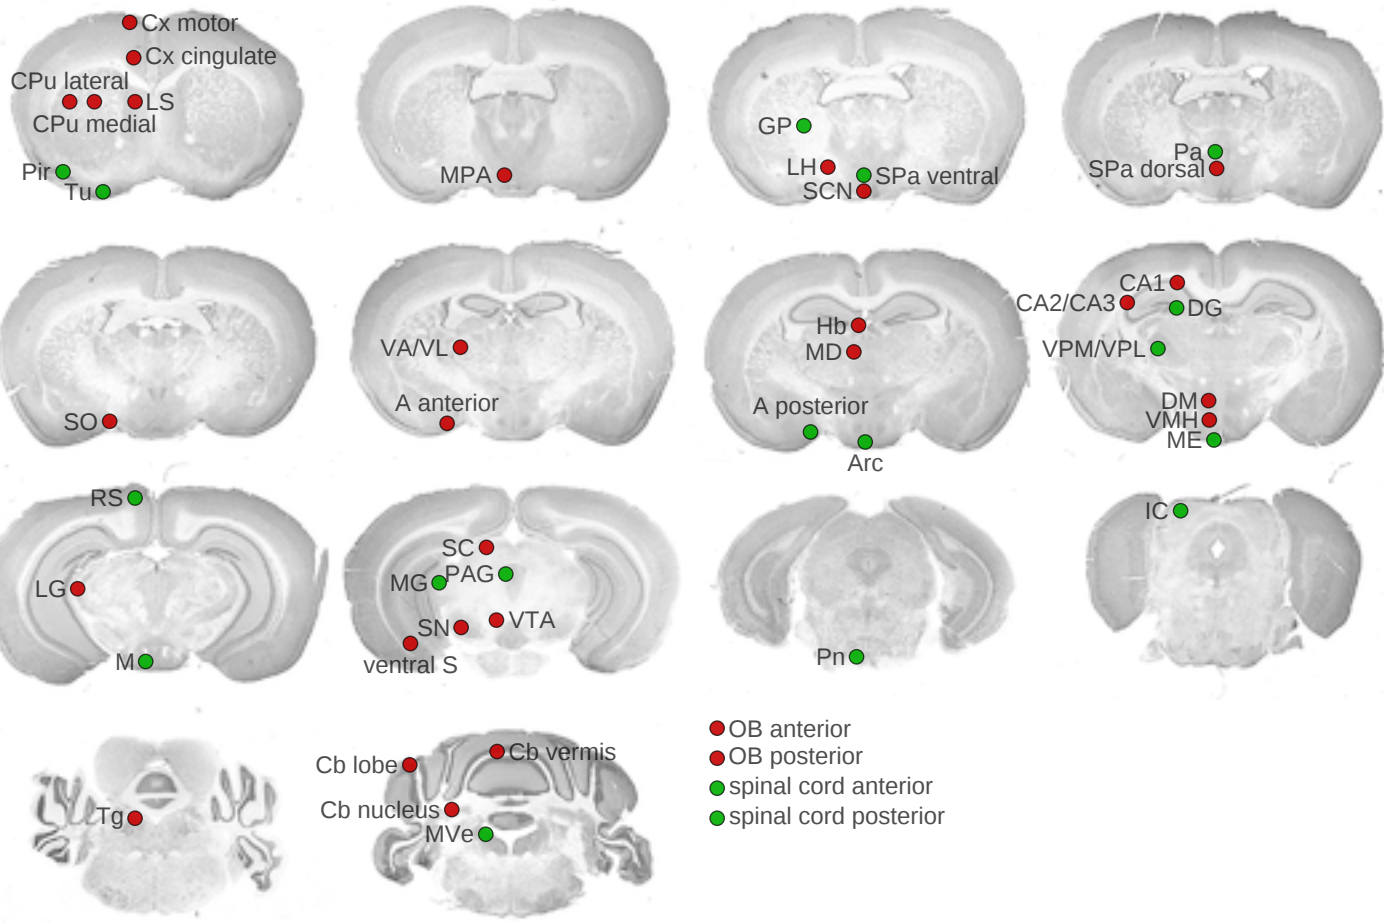 Cx motor
Cx cingulate
CPu lateral
LS
CPu medial
Pir
Tu
MPA
GP
LH
SPa ventral
SCN
Pa
SPa dorsal
SO
VA/VL
A anterior
Hb
MD
A posterior
Arc
CA1
CA2/CA3
DG
VPM/VPL
DM
VMH
ME
RS
LG
M
SC
MG
PAG
SN
VTA
ventral S
Pn
IC
Tg
Cb lobe
Cb vermis
Cb nucleus
MVe
OB anterior
OB posterior
spinal cord anterior
spinal cord posterior